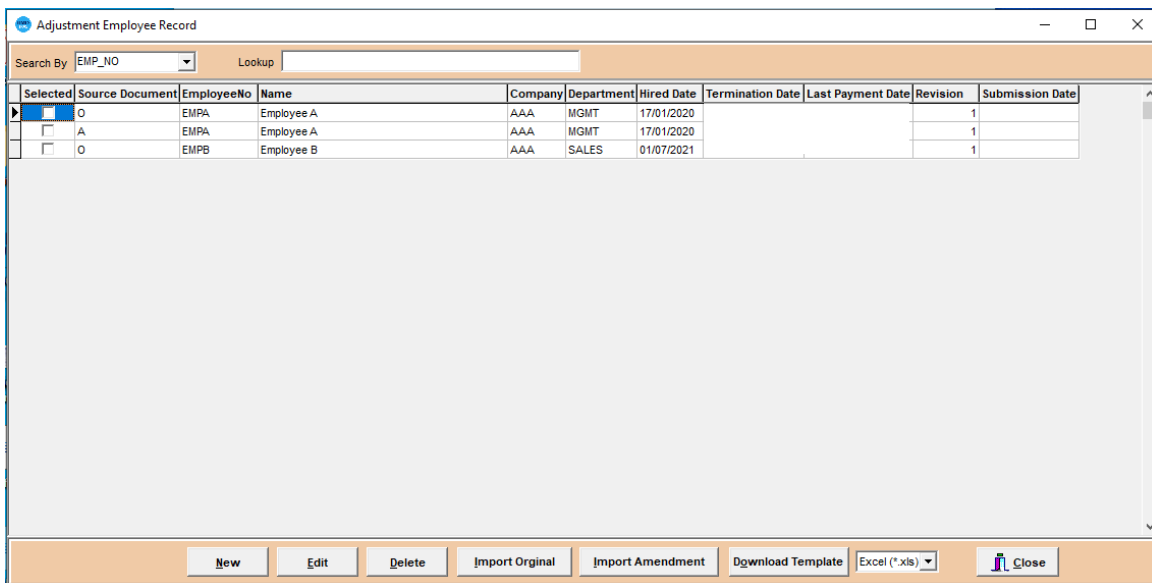 Adjustment Employee Record
Search By EMP_NO Lookup
Selected Source Document EmployeeNo Name Company Department Hired Date Termination Date Last Payment Date Revision Submission Date
O EMPA Employee A AAA MGMT 17/01/2020 1
A EMPA Employee A AAA MGMT 17/01/2020 1
O EMPB Employee B AAA SALES 01/07/2021 1
New Edit Delete Import Orginal Import Amendment Download Template Excel (*.xls) Close